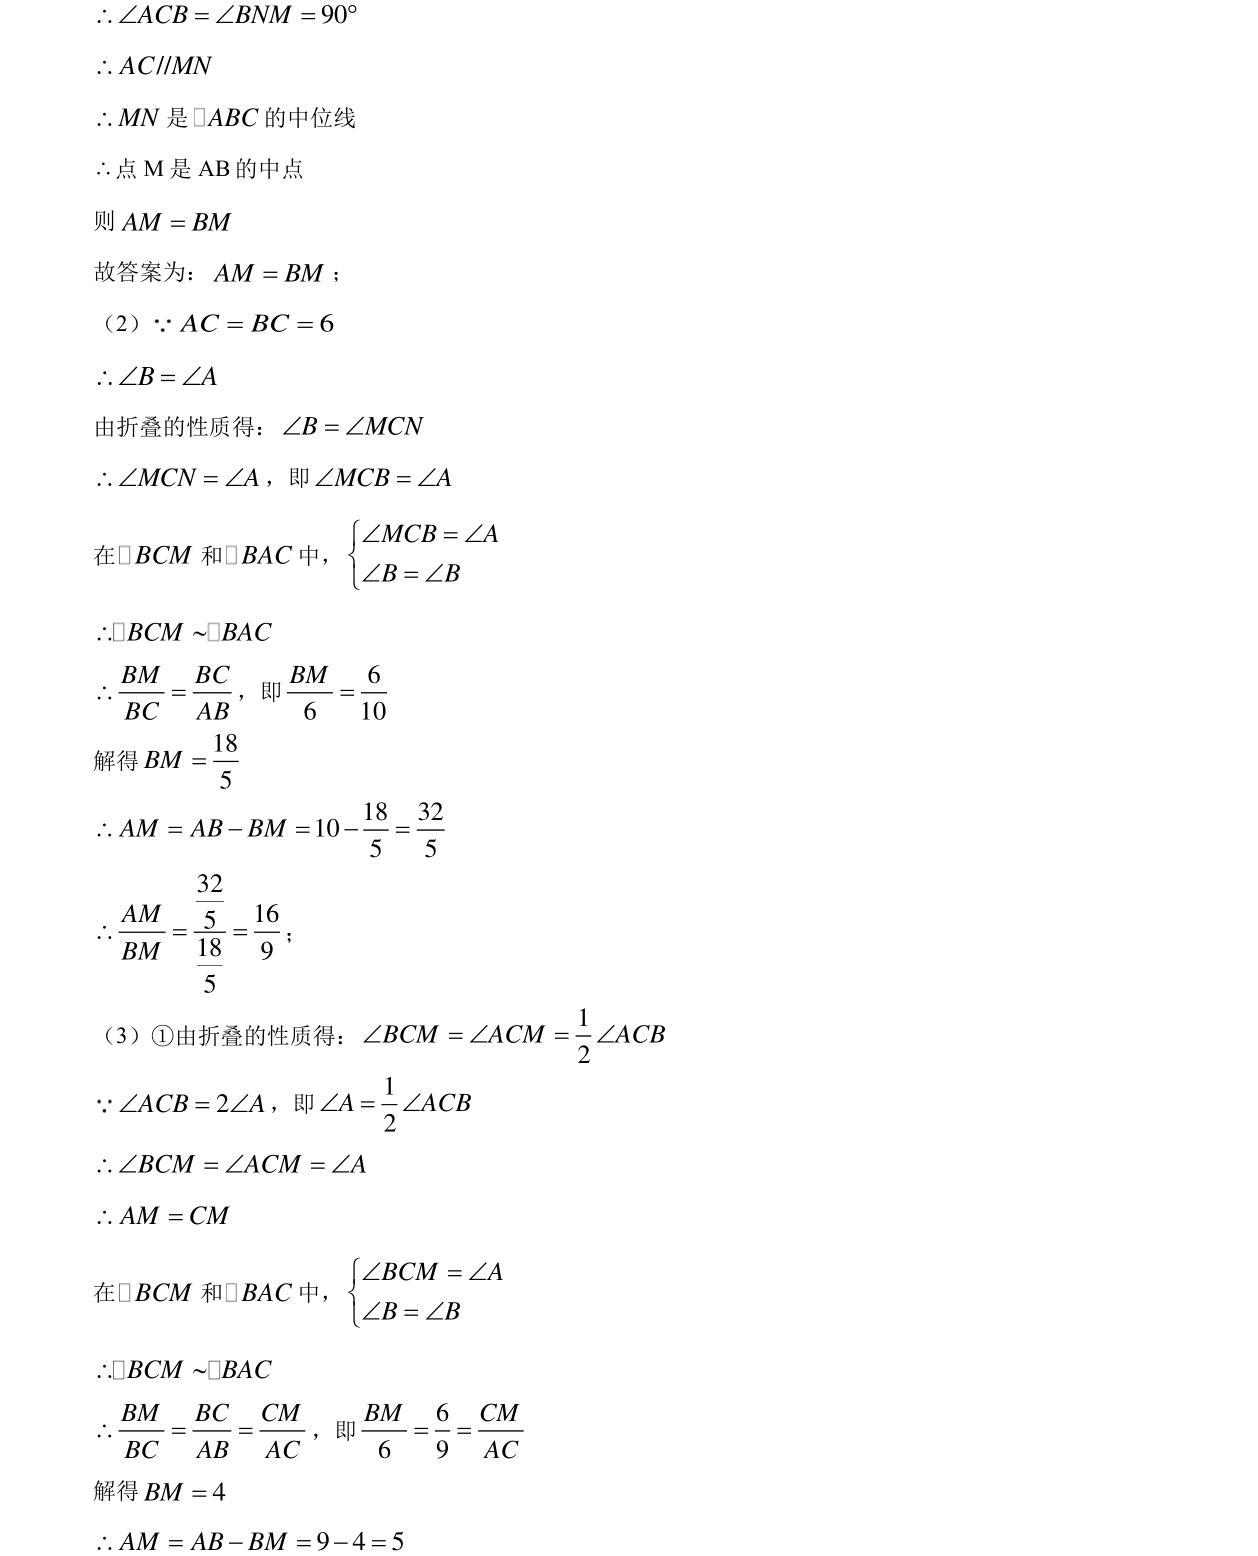 ∴∠ACB = ∠BNM = 90°
∴AC//MN
∴MN 是□ABC 的中位线
∴点 M 是 AB 的中点
则 AM = BM
故答案为：AM = BM；
（2）∵ AC = BC = 6
∴∠B = ∠A
由折叠的性质得：∠B = ∠MCN
∴∠MCN = ∠A，即∠MCB = ∠A
在□BCM 和□BAC 中，{∠MCB = ∠A ∠B = ∠B
∴□BCM ~□BAC
∴BM/BC = BC/AB，即 BM/6 = 6/10
解得 BM = 18/5
∴AM = AB − BM = 10 − 18/5 = 32/5
∴AM/BM = (32/5)/(18/5) = 16/9；
（3）①由折叠的性质得：∠BCM = ∠ACM = 1/2 ∠ACB
∵∠ACB = 2∠A，即∠A = 1/2 ∠ACB
∴∠BCM = ∠ACM = ∠A
∴AM = CM
在□BCM 和□BAC 中，{∠BCM = ∠A ∠B = ∠B
∴□BCM ~□BAC
∴BM/BC = BC/AB = CM/AC，即 BM/6 = 6/9 = CM/AC
解得 BM = 4
∴AM = AB − BM = 9 − 4 = 5